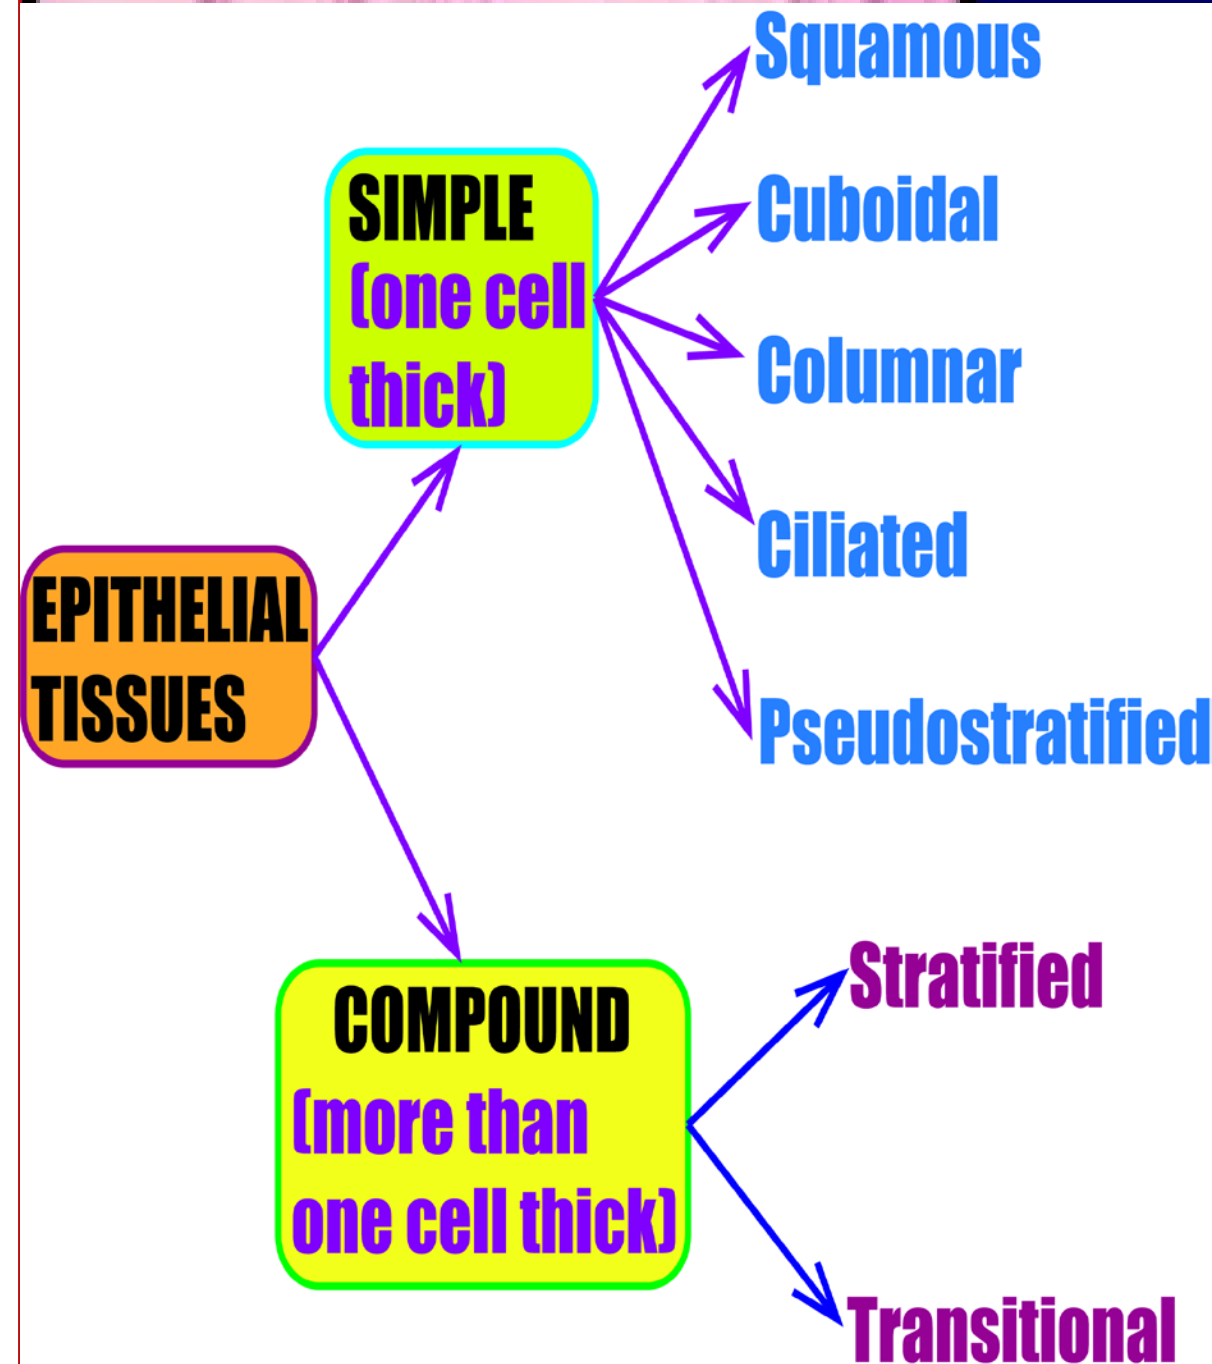 Squamous
SIMPLE
(one cell
thick)
Cuboidal
Columnar
Ciliated
EPITHELIAL
TISSUES
Pseudostratified
COMPOUND
(more than
one cell thick)
Stratified
Transitional